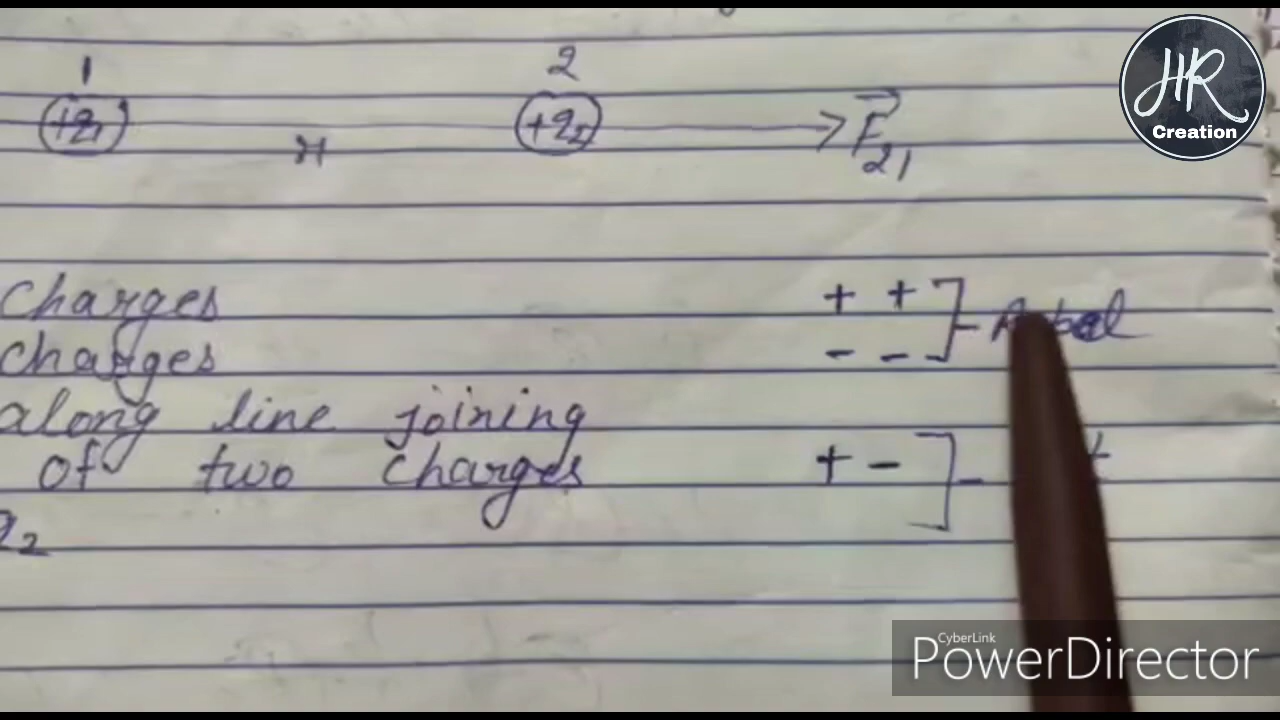 1 2
+q1 r +q2 F21
HR
Creation
Charges + +
Charges - -
along line joining
of two Charges + -
q2
CyberLink
PowerDirector